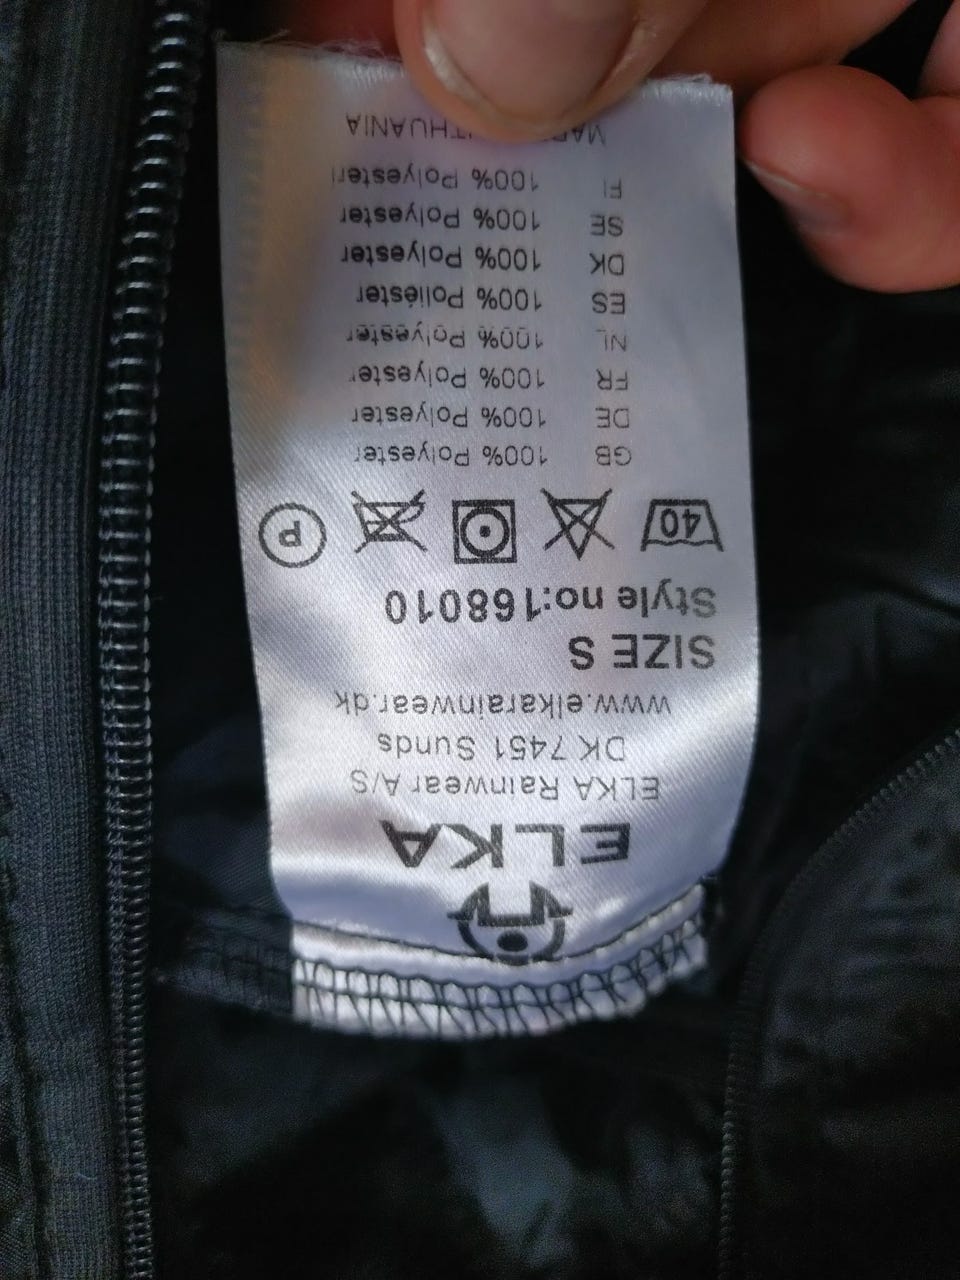 ELKA
ELKA Rainwear A/S
DK 7451 Sunds
www.elkarainwear.dk
SIZE S
Style no:168010
40 P
GB 100% Polyester
DE 100% Polyester
FR 100% Polyester
NL 100% Polyester
ES 100% Poliéster
DK 100% Polyester
SE 100% Polyester
FI 100% Polyesteri